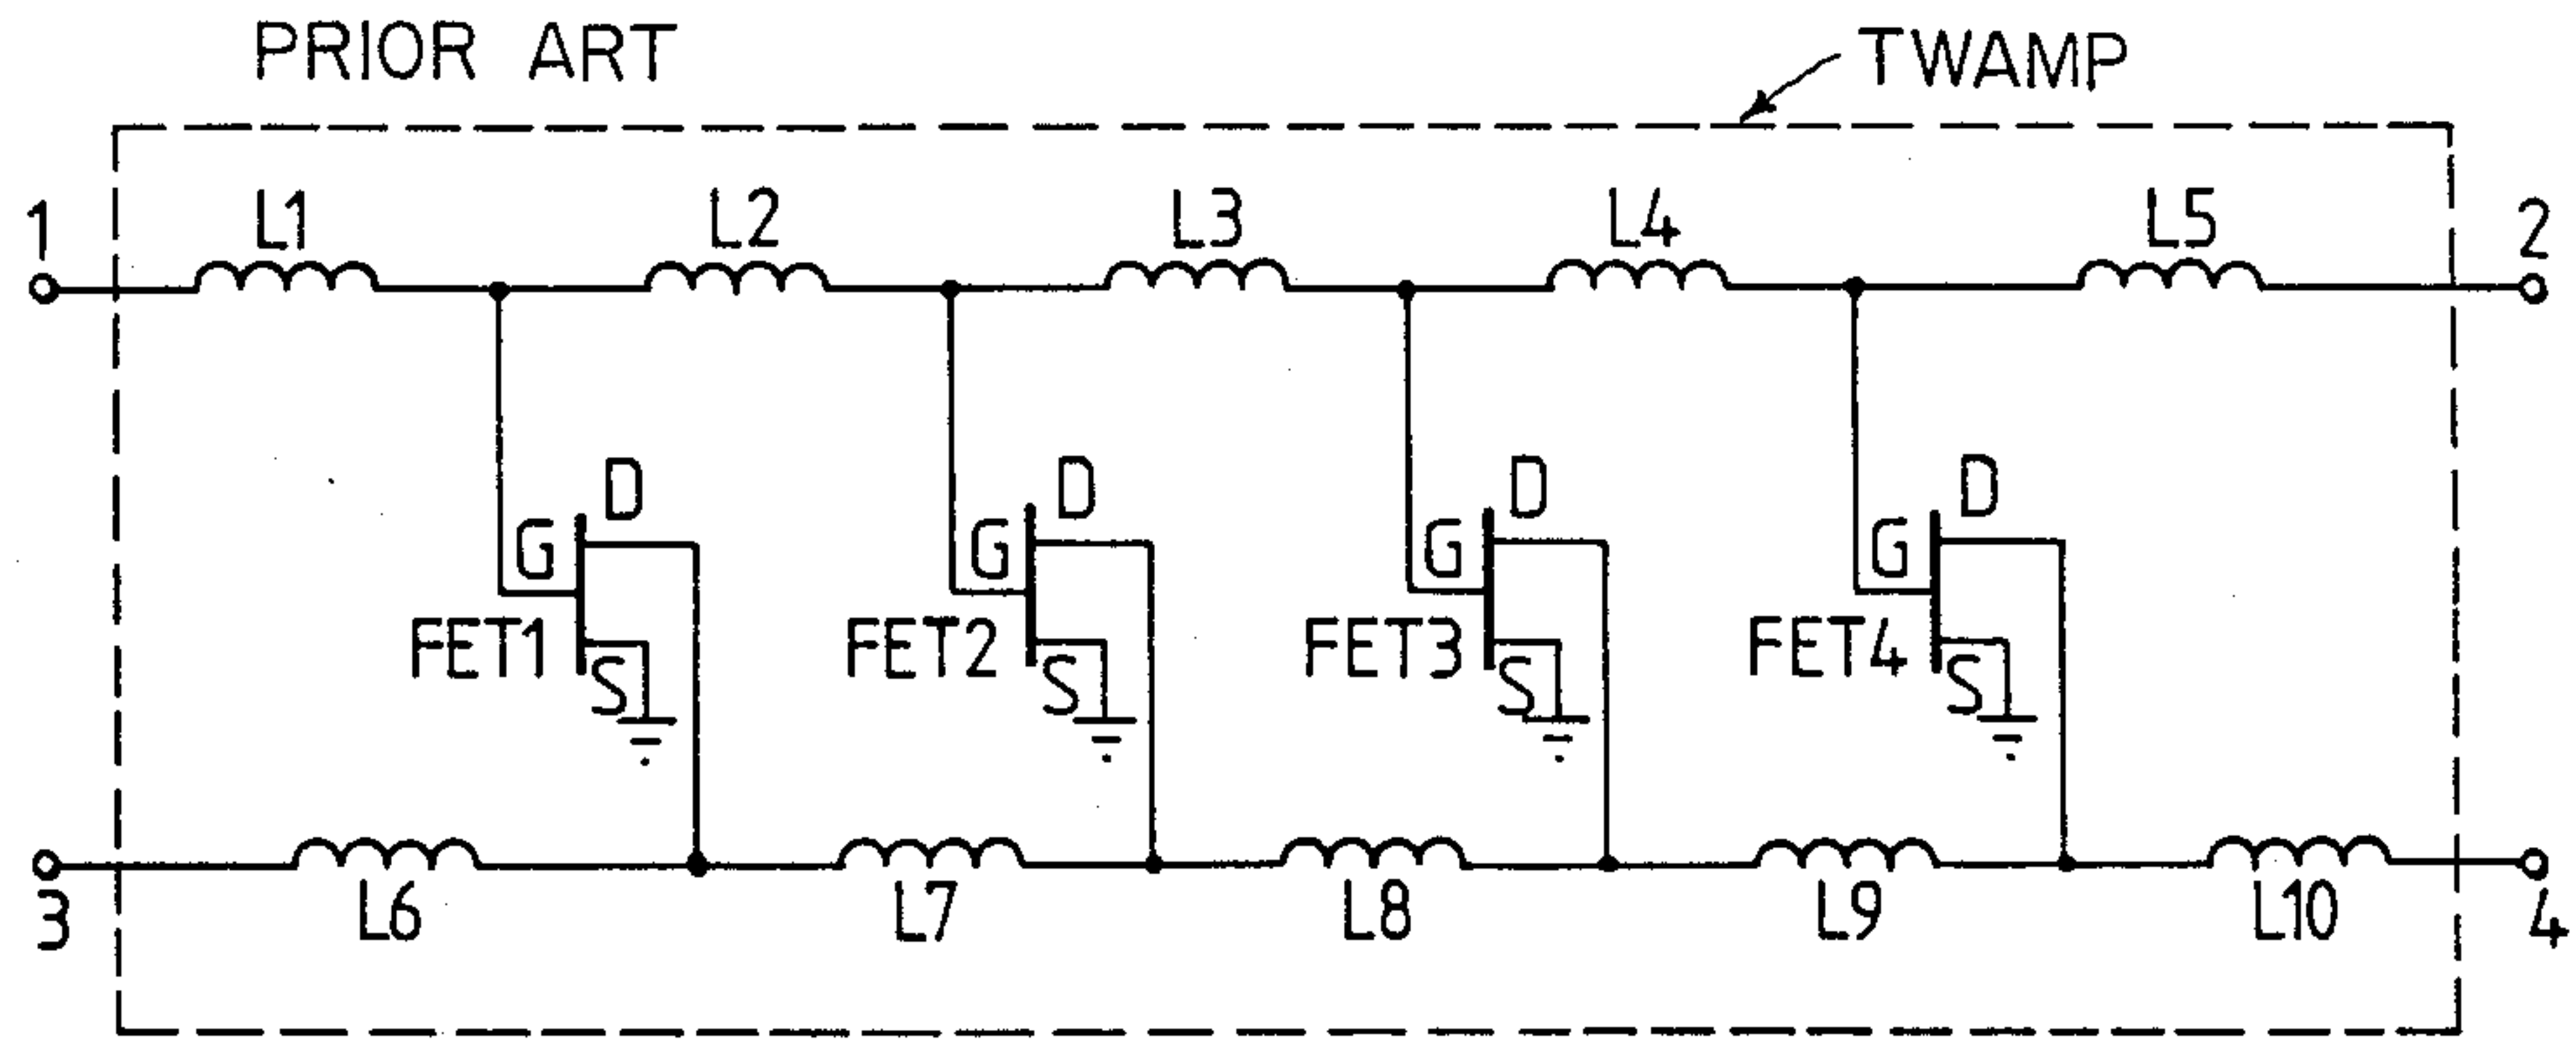 PRIOR ART
TWAMP
L1 L2 L3 L4 L5
1 2
D D D D
G G G G
FET1 FET2 FET3 FET4
S S S S
3 4
L6 L7 L8 L9 L10